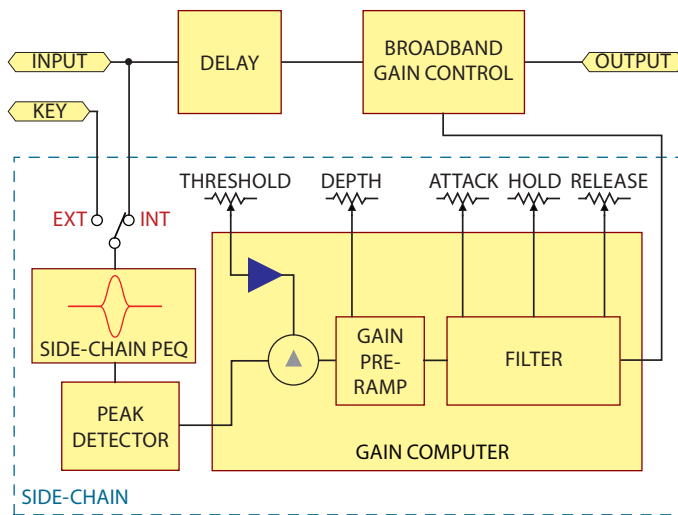 INPUT
DELAY
BROADBAND
GAIN CONTROL
OUTPUT
KEY
THRESHOLD
DEPTH
ATTACK
HOLD
RELEASE
EXT
INT
SIDE-CHAIN PEQ
GAIN
PRE-
RAMP
FILTER
PEAK
DETECTOR
GAIN COMPUTER
SIDE-CHAIN